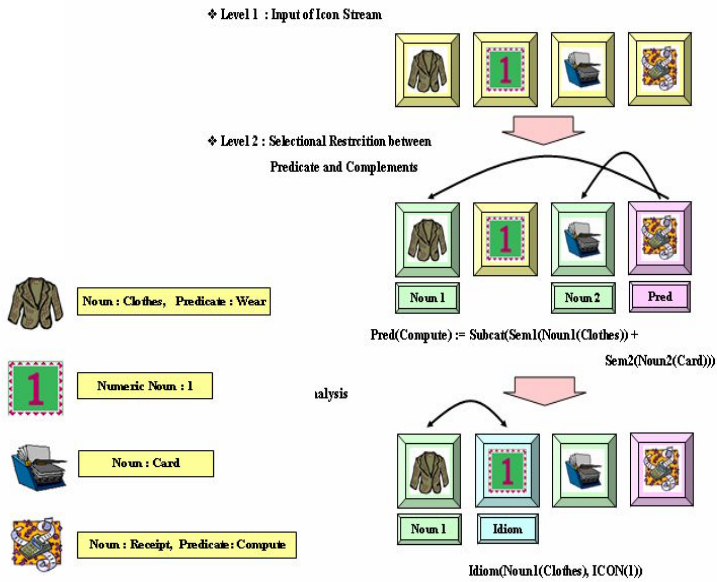 ❖ Level 1 : Input of Icon Stream
1
❖ Level 2 : Selectional Restrcition between
Predicate and Complements
1
Noun 1
Noun 2
Pred
Pred(Compute) := Subcat(Sem1(Noun1(Clothes)) +
Sem2(Noun2(Card)))
Noun : Clothes, Predicate : Wear
1
Numeric Noun : 1
Noun : Card
Noun : Receipt, Predicate: Compute
1
Noun 1
Idiom
Idiom(Noun1(Clothes), ICON(1))